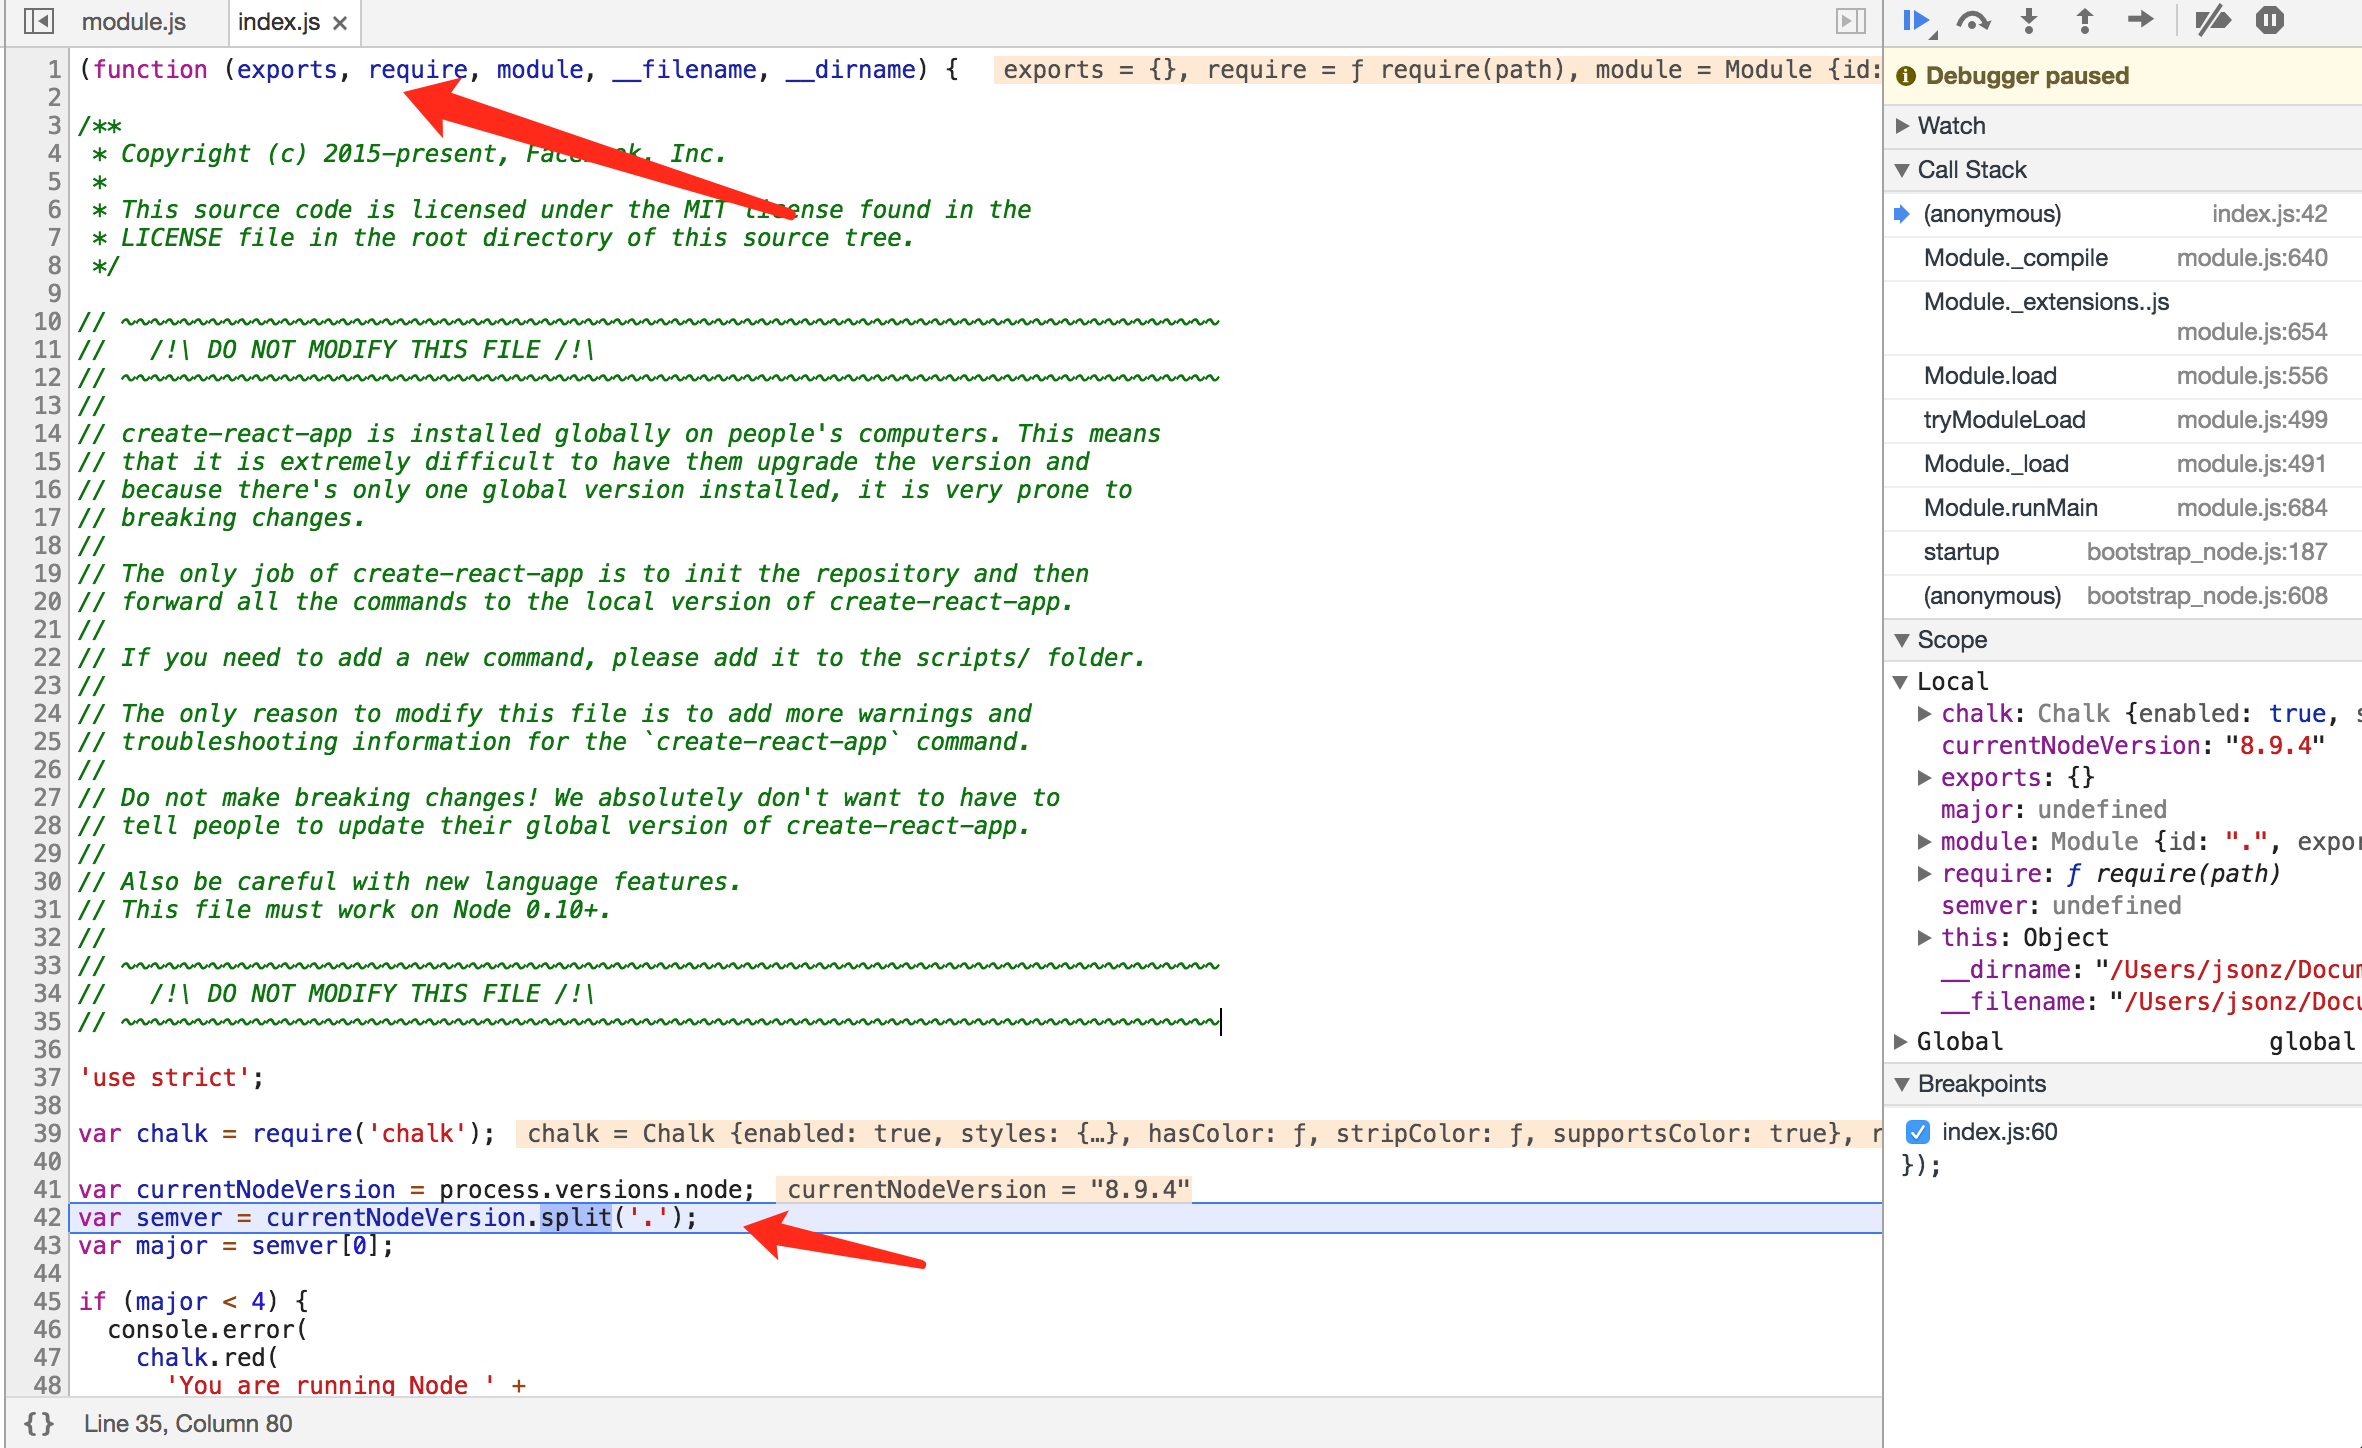 module.js
index.js ×
1 (function (exports, require, module, __filename, __dirname) { exports = {}, require = ƒ require(path), module = Module {id:
2
3 /**
4 * Copyright (c) 2015-present, Facebook, Inc.
5 *
6 * This source code is licensed under the MIT license found in the
7 * LICENSE file in the root directory of this source tree.
8 */
9
10 // ~~~~~~~~~~~~~~~~~~~~~~~~~~~~~~~~~~~~~~~~~~~~~~~~~~~~~~~~~~~~~~~~~~~~~~~~~~~~
11 //   /!\ DO NOT MODIFY THIS FILE /!\
12 // ~~~~~~~~~~~~~~~~~~~~~~~~~~~~~~~~~~~~~~~~~~~~~~~~~~~~~~~~~~~~~~~~~~~~~~~~~~~~
13 //
14 // create-react-app is installed globally on people's computers. This means
15 // that it is extremely difficult to have them upgrade the version and
16 // because there's only one global version installed, it is very prone to
17 // breaking changes.
18 //
19 // The only job of create-react-app is to init the repository and then
20 // forward all the commands to the local version of create-react-app.
21 //
22 // If you need to add a new command, please add it to the scripts/ folder.
23 //
24 // The only reason to modify this file is to add more warnings and
25 // troubleshooting information for the `create-react-app` command.
26 //
27 // Do not make breaking changes! We absolutely don't want to have to
28 // tell people to update their global version of create-react-app.
29 //
30 // Also be careful with new language features.
31 // This file must work on Node 0.10+.
32 //
33 // ~~~~~~~~~~~~~~~~~~~~~~~~~~~~~~~~~~~~~~~~~~~~~~~~~~~~~~~~~~~~~~~~~~~~~~~~~~~~
34 //   /!\ DO NOT MODIFY THIS FILE /!\
35 // ~~~~~~~~~~~~~~~~~~~~~~~~~~~~~~~~~~~~~~~~~~~~~~~~~~~~~~~~~~~~~~~~~~~~~~~~~~~~
36
37 'use strict';
38
39 var chalk = require('chalk'); chalk = Chalk {enabled: true, styles: {…}, hasColor: ƒ, stripColor: ƒ, supportsColor: true}, r
40
41 var currentNodeVersion = process.versions.node; currentNodeVersion = "8.9.4"
42 var semver = currentNodeVersion.split('.');
43 var major = semver[0];
44
45 if (major < 4) {
46   console.error(
47     chalk.red(
48       'You are running Node ' +
{} Line 35, Column 80
Debugger paused
Watch
Call Stack
(anonymous) index.js:42
Module._compile module.js:640
Module._extensions..js
module.js:654
Module.load module.js:556
tryModuleLoad module.js:499
Module._load module.js:491
Module.runMain module.js:684
startup bootstrap_node.js:187
(anonymous) bootstrap_node.js:608
Scope
Local
chalk: Chalk {enabled: true, s
currentNodeVersion: "8.9.4"
exports: {}
major: undefined
module: Module {id: ".", expor
require: ƒ require(path)
semver: undefined
this: Object
__dirname: "/Users/jsonz/Docum
__filename: "/Users/jsonz/Docu
Global global
Breakpoints
index.js:60
});